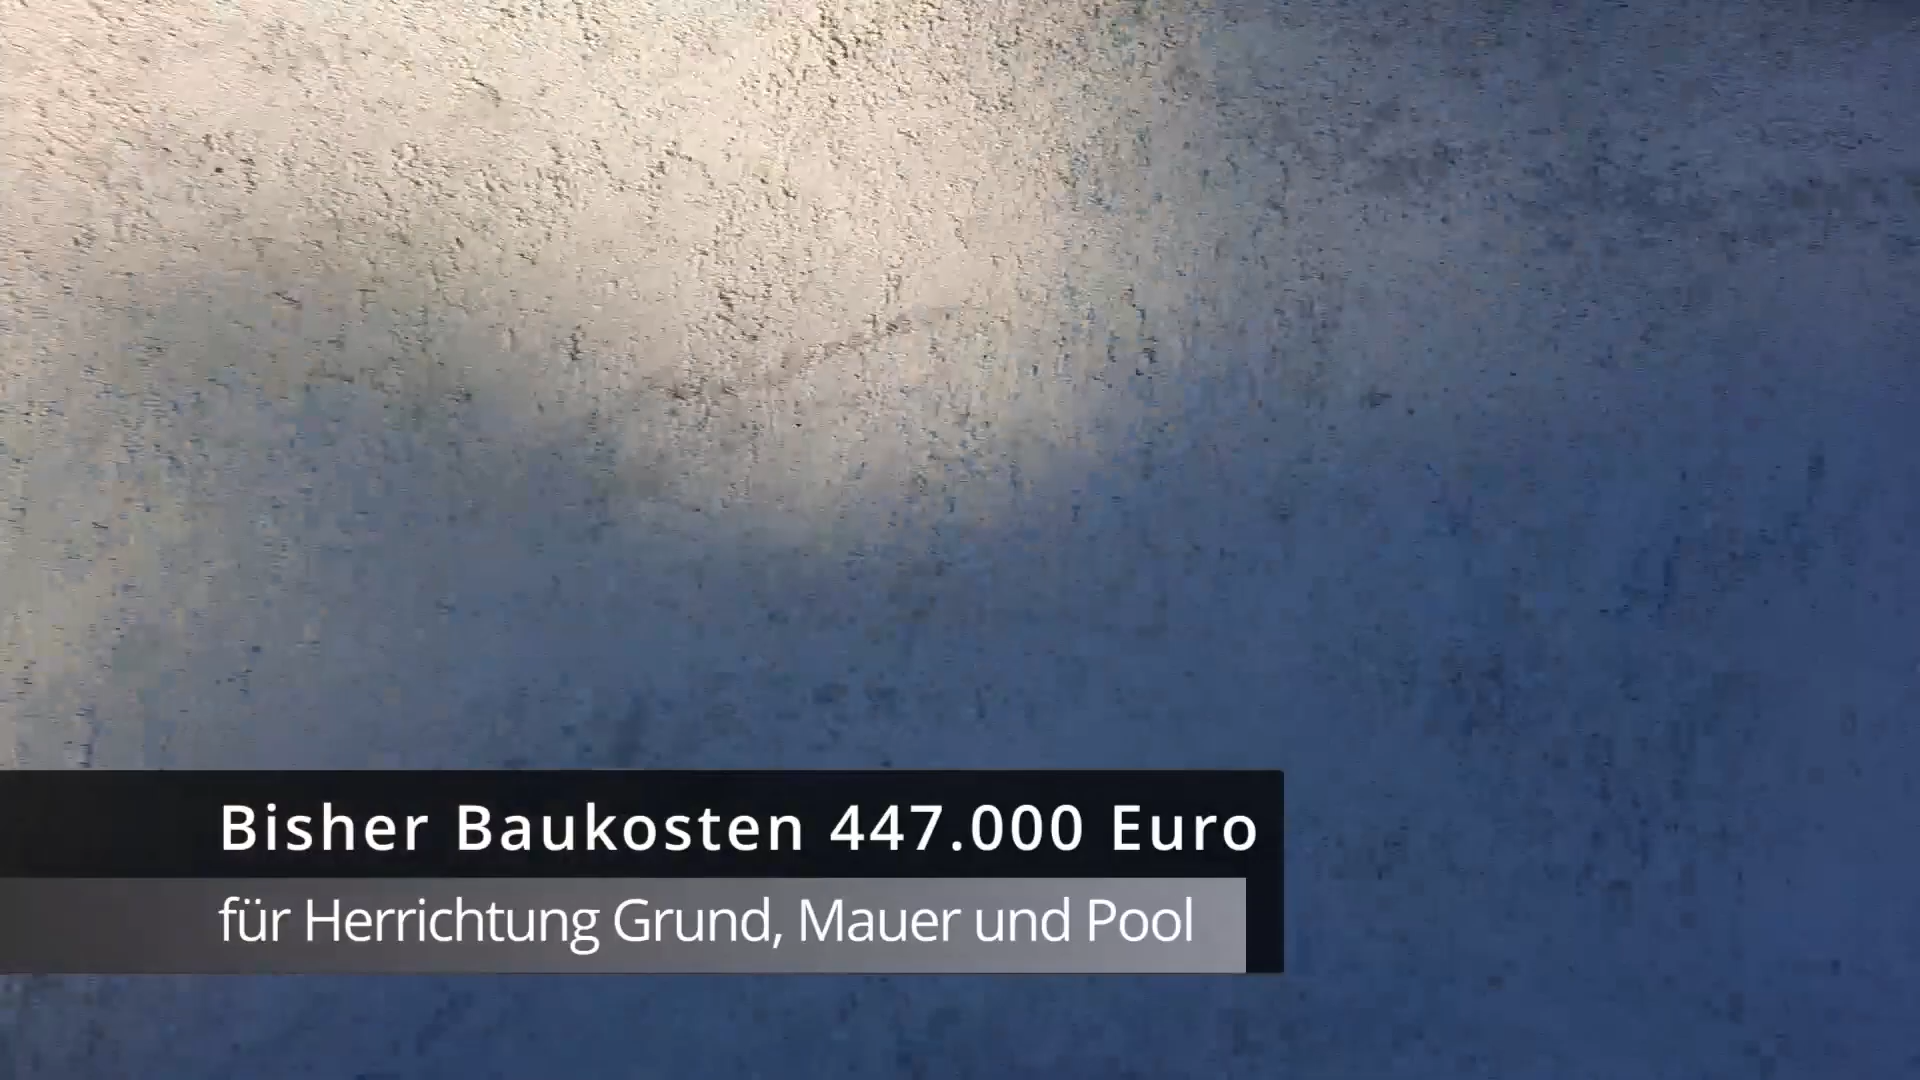 Bisher Baukosten 447.000 Euro
für Herrichtung Grund, Mauer und Pool